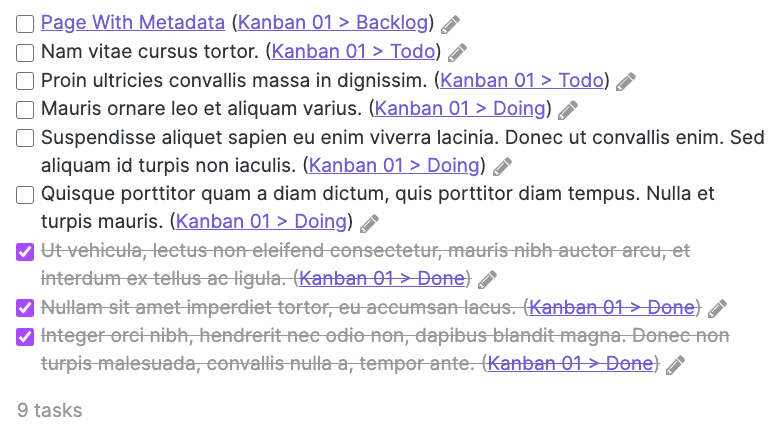 Page With Metadata (Kanban 01 > Backlog)
Nam vitae cursus tortor. (Kanban 01 > Todo)
Proin ultricies convallis massa in dignissim. (Kanban 01 > Todo)
Mauris ornare leo et aliquam varius. (Kanban 01 > Doing)
Suspendisse aliquet sapien eu enim viverra lacinia. Donec ut convallis enim. Sed
aliquam id turpis non iaculis. (Kanban 01 > Doing)
Quisque porttitor quam a diam dictum, quis porttitor diam tempus. Nulla et
turpis mauris. (Kanban 01 > Doing)
Ut vehicula, lectus non eleifend consectetur, mauris nibh auctor arcu, et
interdum ex tellus ac ligula. (Kanban 01 > Done)
Nullam sit amet imperdiet tortor, eu accumsan lacus. (Kanban 01 > Done)
Integer orci nibh, hendrerit nec odio non, dapibus blandit magna. Donec non
turpis malesuada, convallis nulla a, tempor ante. (Kanban 01 > Done)
9 tasks